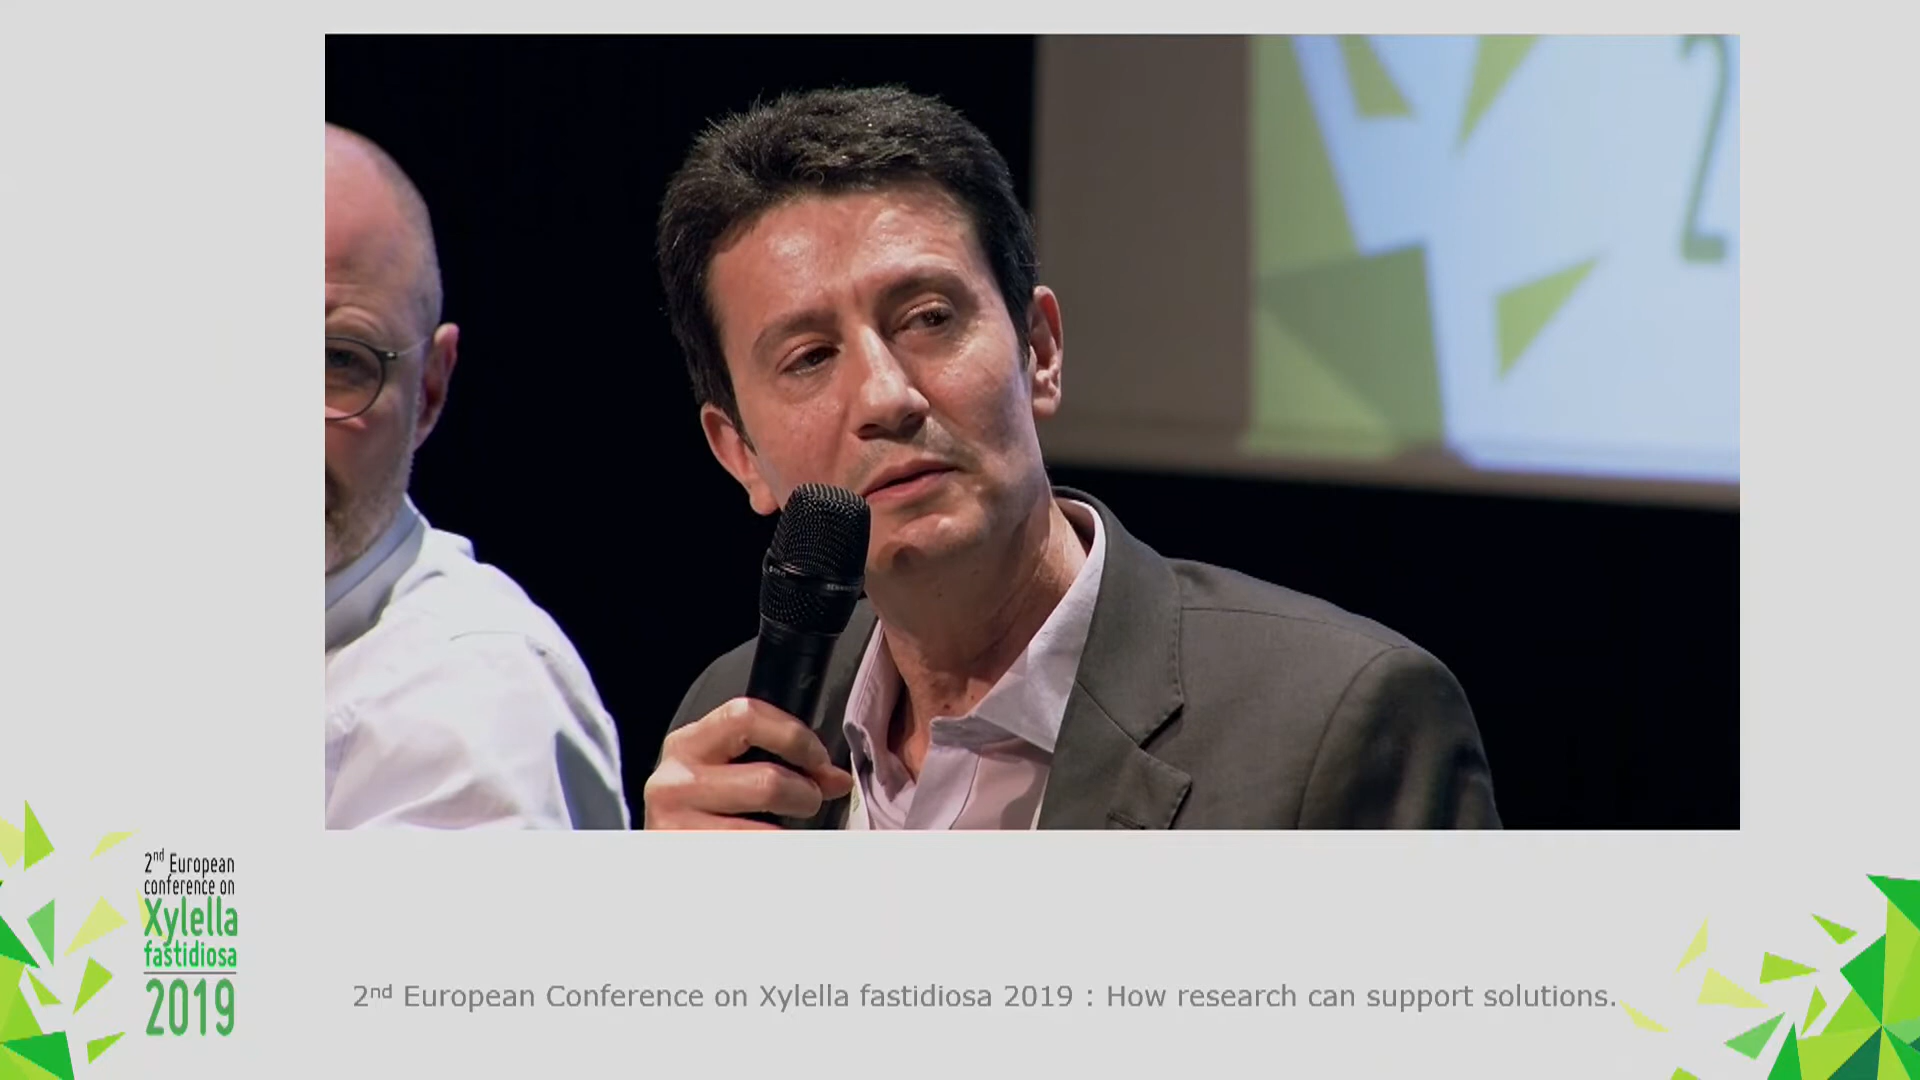 2
2nd European
conference on
Xylella
fastidiosa
2019
2nd European Conference on Xylella fastidiosa 2019 : How research can support solutions.